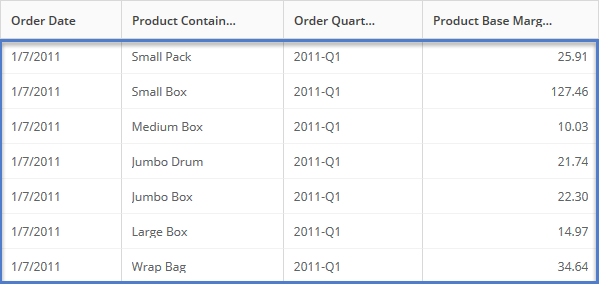 Order Date Product Contain... Order Quart... Product Base Marg...
1/7/2011 Small Pack 2011-Q1 25.91
1/7/2011 Small Box 2011-Q1 127.46
1/7/2011 Medium Box 2011-Q1 10.03
1/7/2011 Jumbo Drum 2011-Q1 21.74
1/7/2011 Jumbo Box 2011-Q1 22.30
1/7/2011 Large Box 2011-Q1 14.97
1/7/2011 Wrap Bag 2011-Q1 34.64